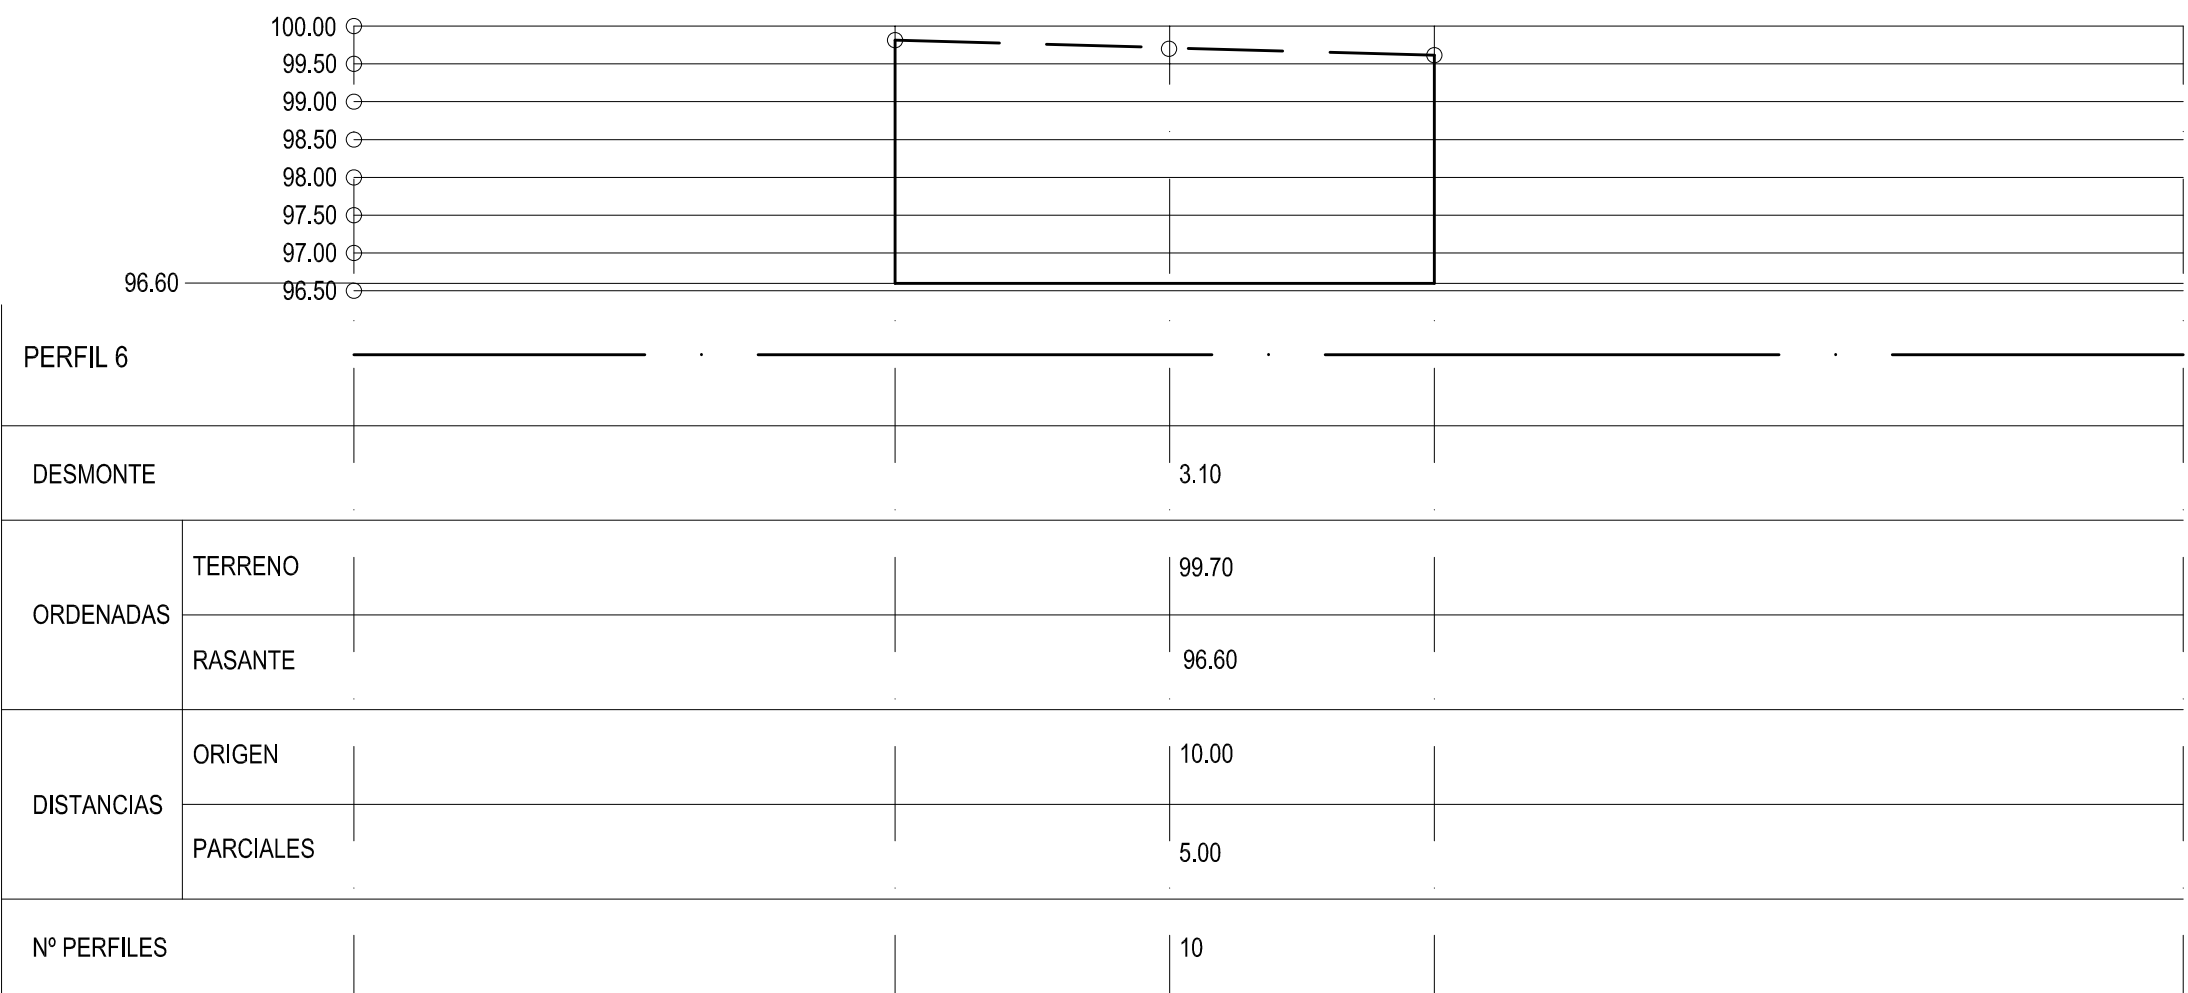 100.00
99.50
99.00
98.50
98.00
97.50
97.00
96.60
96.50
PERFIL 6
DESMONTE 3.10
ORDENADAS
TERRENO 99.70
RASANTE 96.60
DISTANCIAS
ORIGEN 10.00
PARCIALES 5.00
Nº PERFILES 10